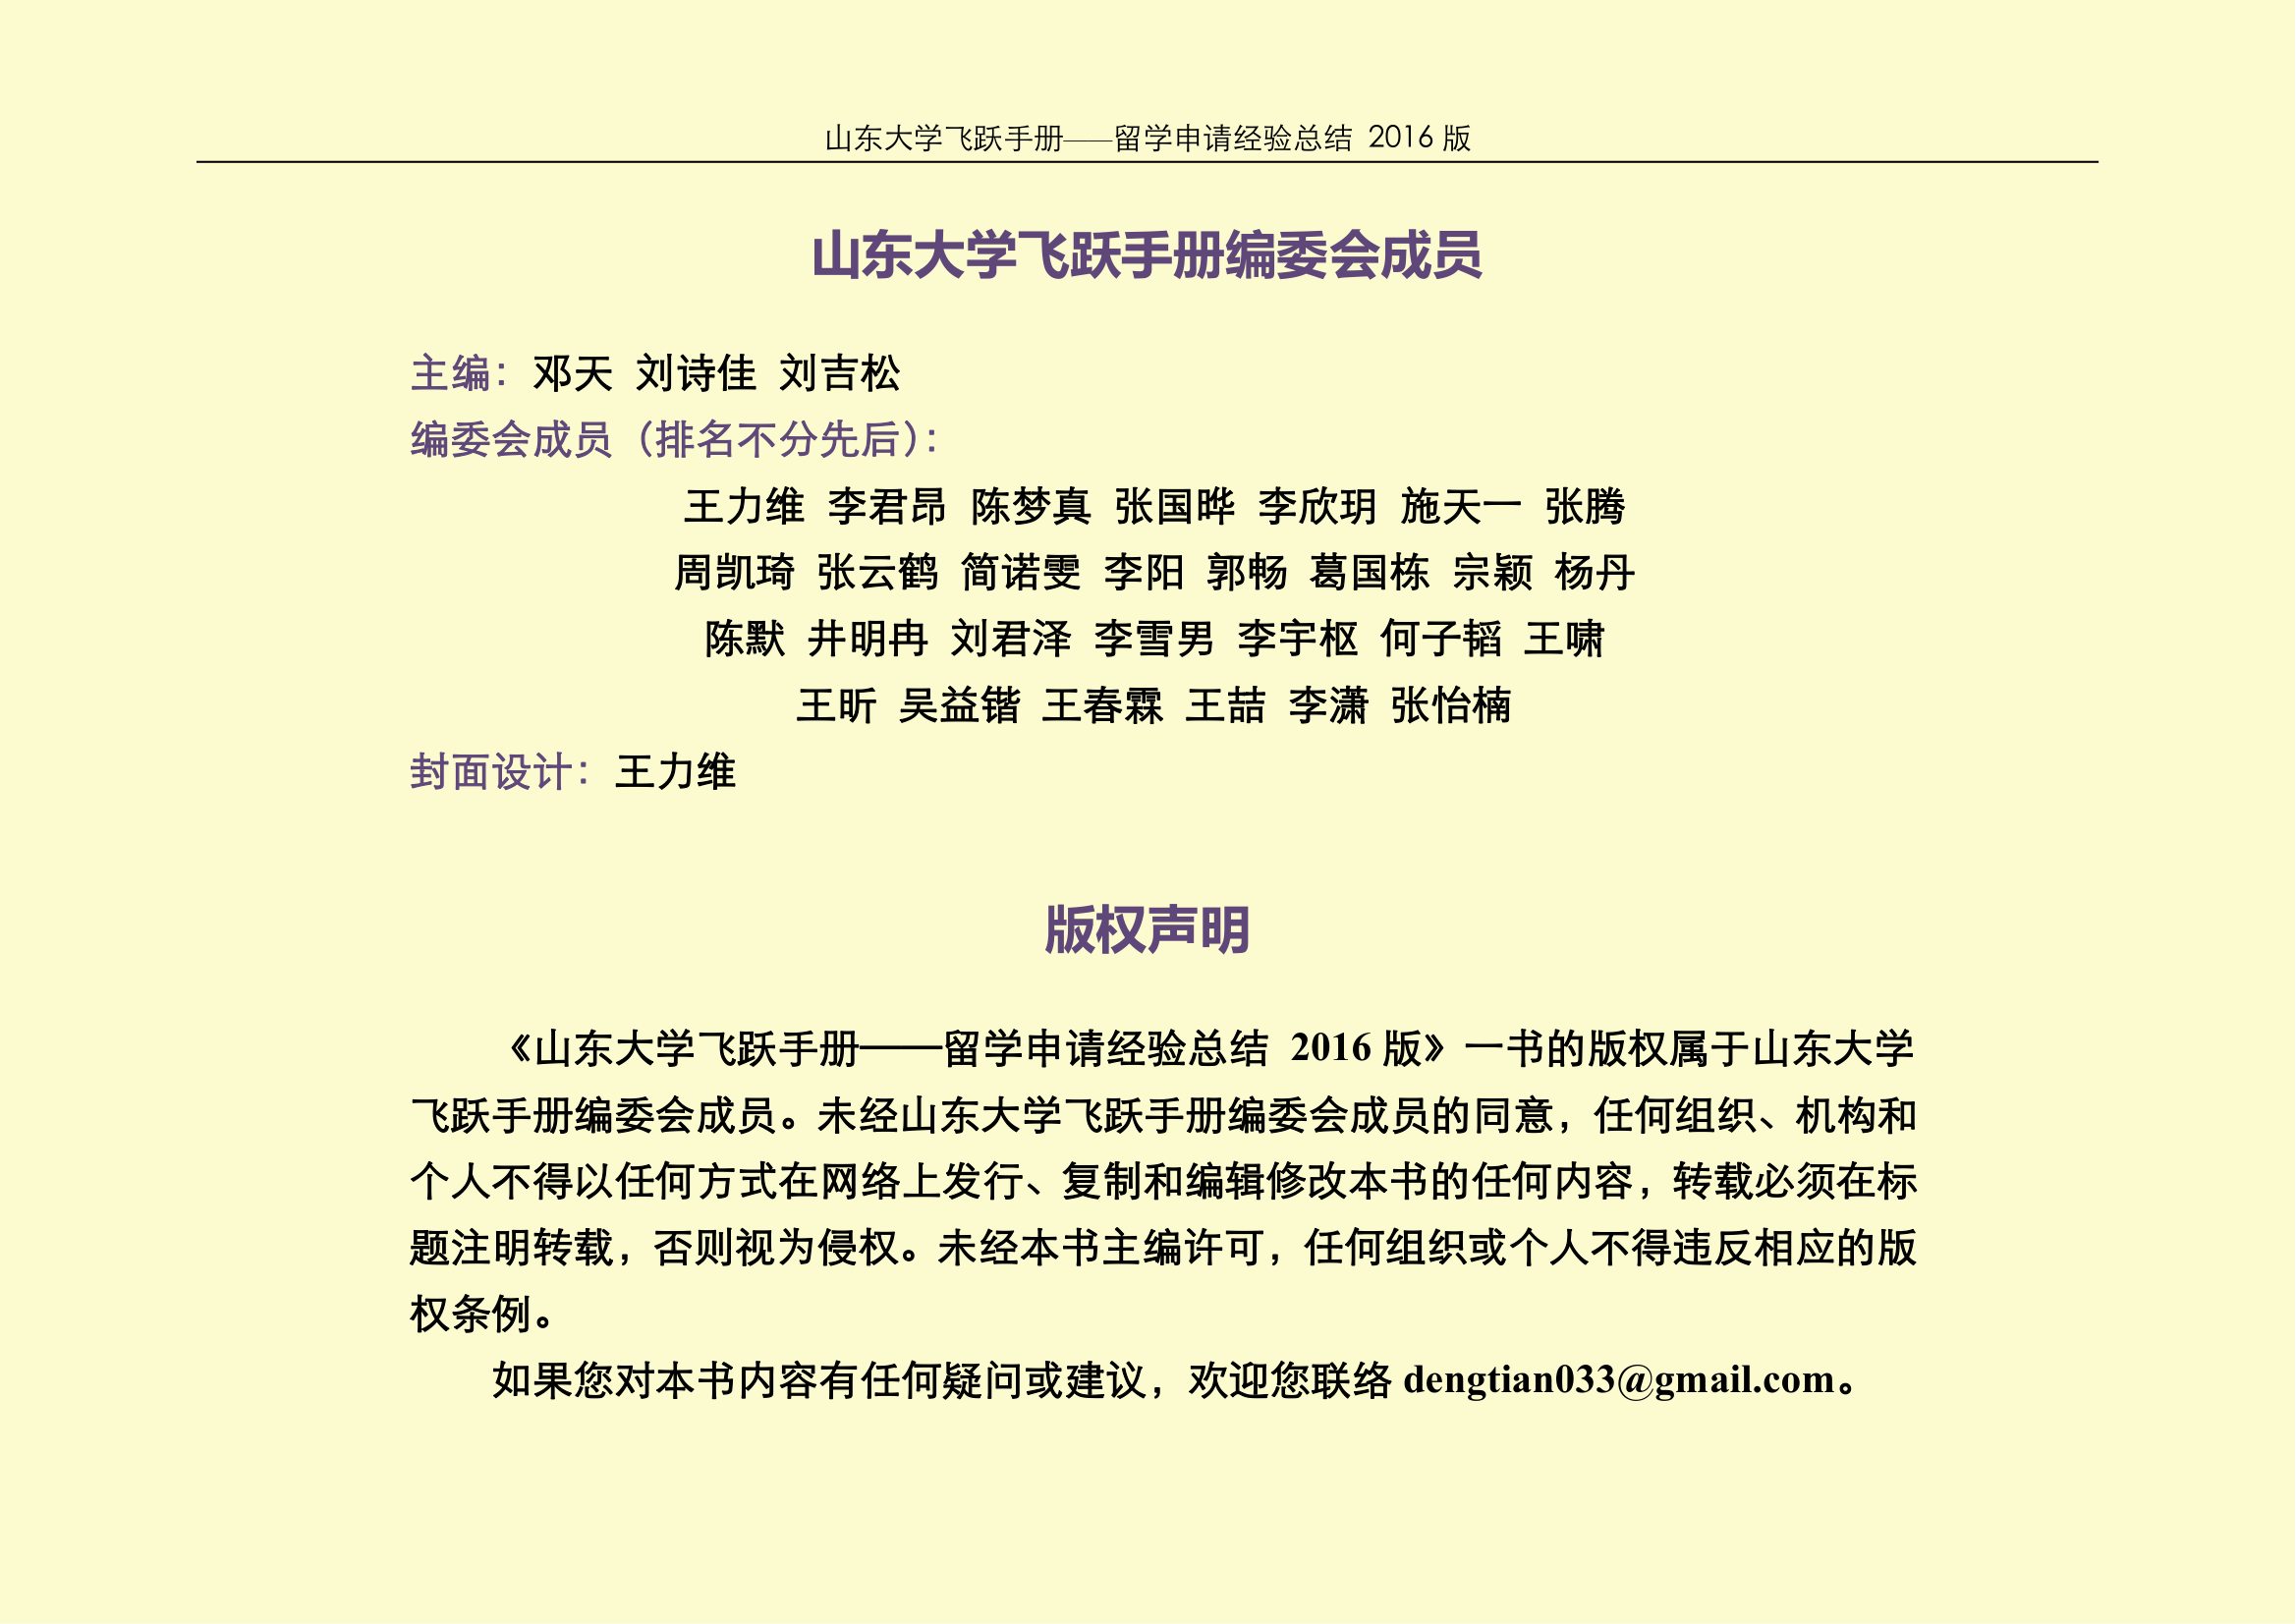 山东大学飞跃手册——留学申请经验总结 2016 版
山东大学飞跃手册编委会成员
主编：邓天 刘诗佳 刘吉松
编委会成员（排名不分先后）：
王力维 李君昂 陈梦真 张国晔 李欣玥 施天一 张腾
周凯琦 张云鹤 简诺雯 李阳 郭畅 葛国栋 宗颖 杨丹
陈默 井明冉 刘君泽 李雪男 李宇枢 何子韬 王啸
王昕 吴益锴 王春霖 王喆 李潇 张怡楠
封面设计：王力维
版权声明
《山东大学飞跃手册——留学申请经验总结 2016 版》一书的版权属于山东大学
飞跃手册编委会成员。未经山东大学飞跃手册编委会成员的同意，任何组织、机构和
个人不得以任何方式在网络上发行、复制和编辑修改本书的任何内容，转载必须在标
题注明转载，否则视为侵权。未经本书主编许可，任何组织或个人不得违反相应的版
权条例。
如果您对本书内容有任何疑问或建议，欢迎您联络 dengtian033@gmail.com。